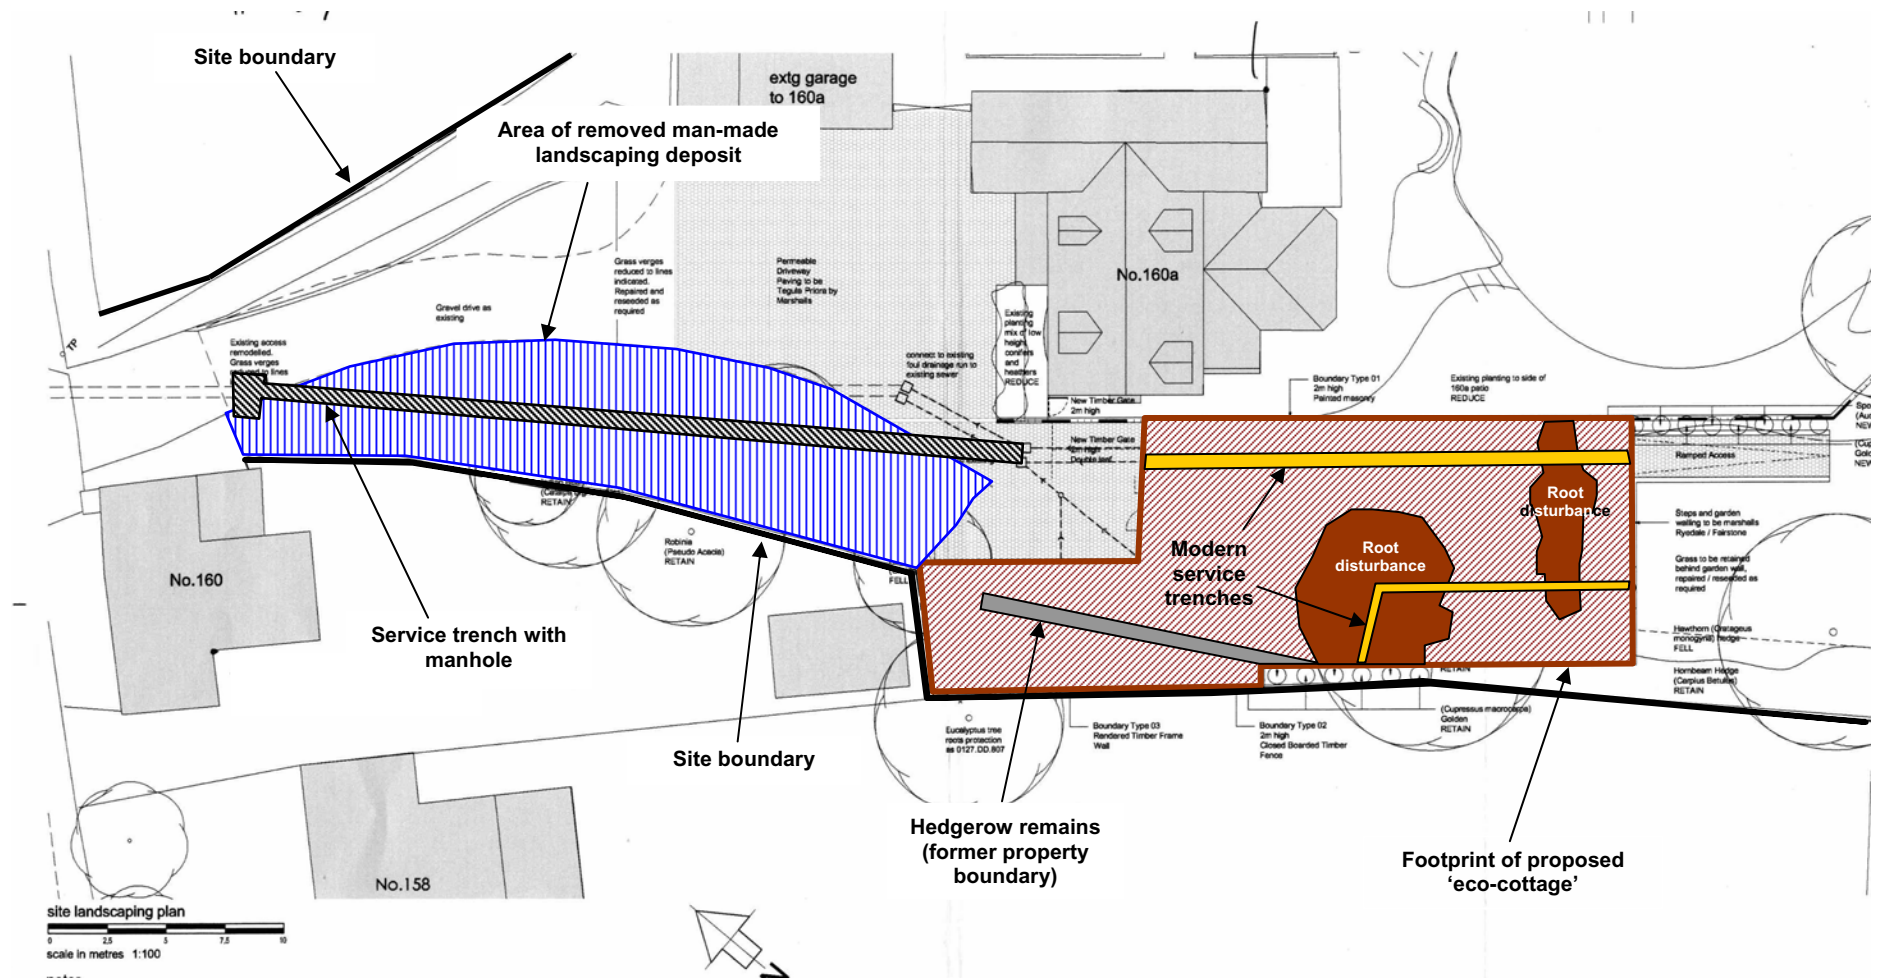 Site boundary
extg garage
to 160a
Area of removed man-made
landscaping deposit
No.160a
TP
Grass verges
reduced to lines
indicated.
Repaired and
reseeded as
required
Permeable
Driveway
Paving to be
Tegula Priora by
Marshalls
Gravel drive as
existing
Existing access
remodelled.
Grass verges
reduced to lines
Existing
planting
mix of low
height
conifers
and
heathers
REDUCE
connect to existing
foul drainage run to
existing sewer
New Timber Gate
2m high
New Timber Gate
2m high
Double leaf
Boundary Type 01
2m high
Painted masonry
Existing planting to side of
160a patio
REDUCE
NEW
Ramped Access
NEW
Root
disturbance
Root
disturbance
Modern
service
trenches
Steps and garden
walling to be marshalls
Ryedale / Fairstone
Grass to be retained
behind garden wall,
repaired / reseeded as
required
Hawthorn (Crataegus
monogyna) hedge
FELL
Hornbeam Hedge
(Carpius Betulus)
RETAIN
RETAIN
Robinia
(Pseudo Acacia)
RETAIN
FELL
No.160
Service trench with
manhole
Site boundary
RETAIN
(Cupressus macrocarpa)
Golden
RETAIN
Eucalyptus tree
roots protection
as 0127.DD.807
Boundary Type 03
Rendered Timber Frame
Wall
Boundary Type 02
2m high
Closed Boarded Timber
Fence
Hedgerow remains
(former property
boundary)
Footprint of proposed
‘eco-cottage’
No.158
site landscaping plan
0 2.5 5 7.5 10
scale in metres 1:100